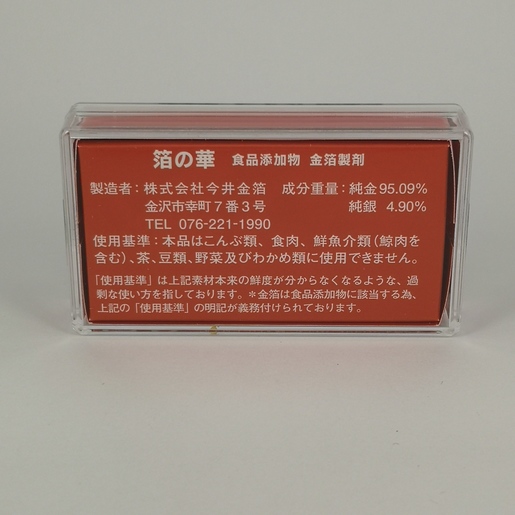 箔の華 食品添加物 金箔製剤
製造者：株式会社今井金箔 成分重量：純金95.09%
金沢市幸町7番3号 純銀 4.90%
TEL 076-221-1990
使用基準：本品はこんぶ類、食肉、鮮魚介類(鯨肉を
含む)、茶、豆類、野菜及びわかめ類に使用できません。
「使用基準」は上記素材本来の鮮度が分からなくなるような、過
剰な使い方を指しております。＊金箔は食品添加物に該当する為、
上記の「使用基準」の明記が義務付けられております。